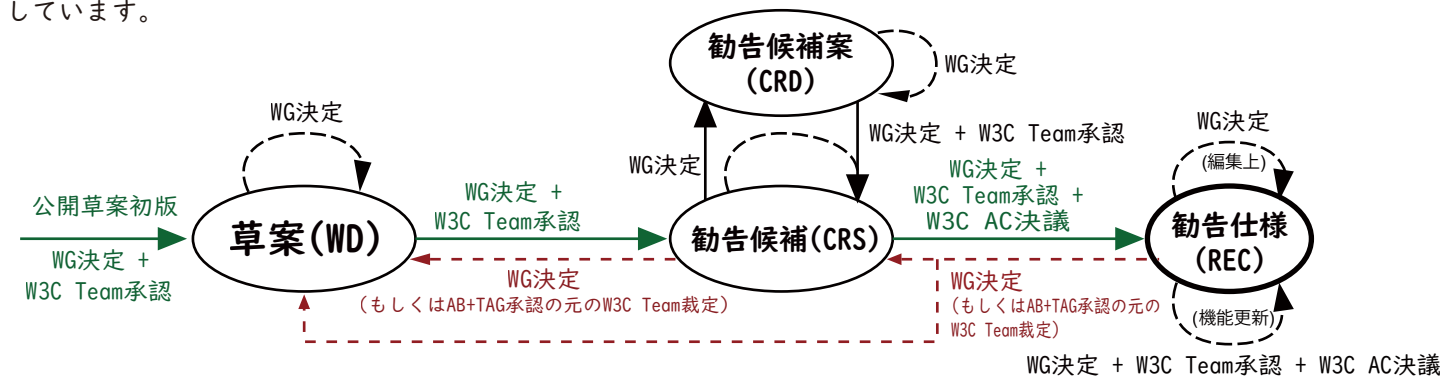 しています。
勧告候補案
(CRD)
WG決定
WG決定
WG決定 + W3C Team承認
WG決定
WG決定
(編集上)
公開草案初版
WG決定 +
W3C Team承認
草案(WD)
WG決定 +
W3C Team承認
勧告候補(CRS)
WG決定 +
W3C Team承認 +
W3C AC決議
勧告仕様
(REC)
WG決定
(もしくはAB+TAG承認の元のW3C Team裁定)
WG決定
(もしくはAB+TAG承認の元の
W3C Team裁定)
(機能更新)
WG決定 + W3C Team承認 + W3C AC決議